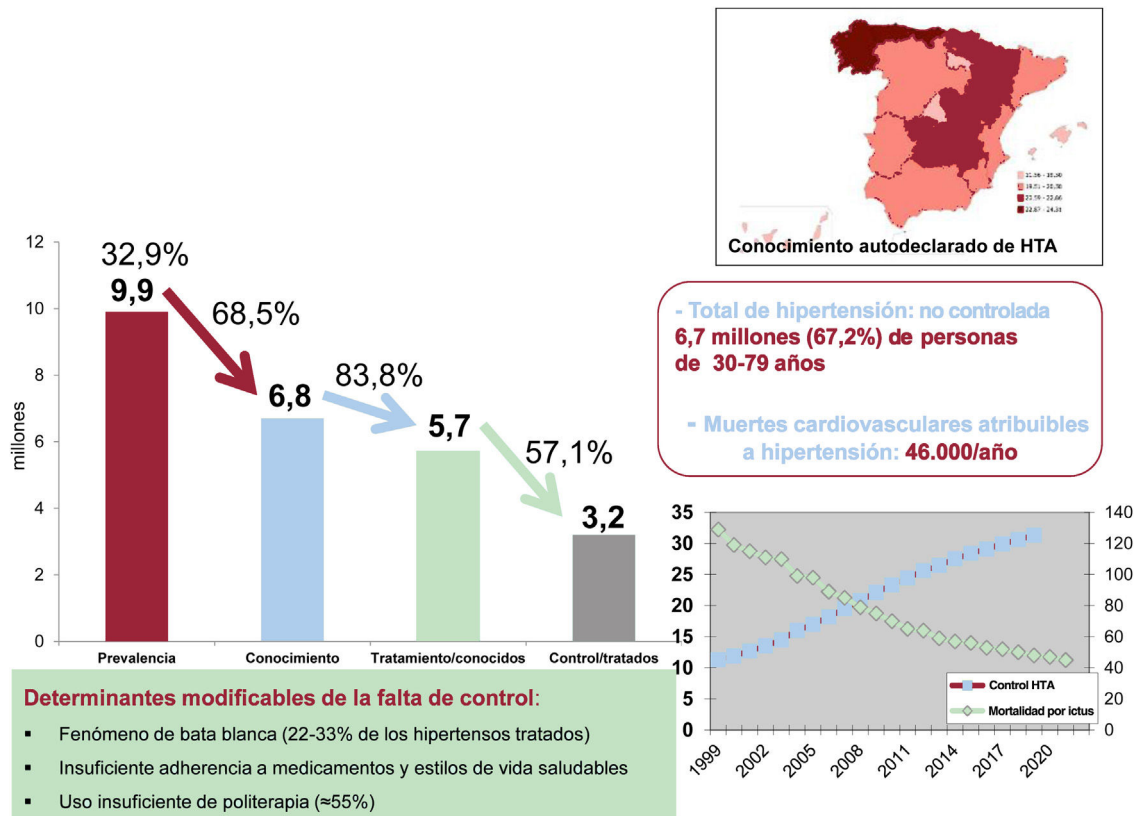 Conocimiento autodeclarado de HTA
12
10
8
6
4
2
0
millones
32,9%
9,9
68,5%
6,8
83,8%
5,7
57,1%
3,2
Prevalencia
Conocimiento
Tratamiento/conocidos
Control/tratados
- Total de hipertensión: no controlada
6,7 millones (67,2%) de personas
de 30-79 años
- Muertes cardiovasculares atribuibles
a hipertensión: 46.000/año
35
30
25
20
15
10
5
0
140
120
100
80
60
40
20
0
Control HTA
Mortalidad por ictus
1999
2002
2005
2008
2011
2014
2017
2020
Determinantes modificables de la falta de control:
▪ Fenómeno de bata blanca (22-33% de los hipertensos tratados)
▪ Insuficiente adherencia a medicamentos y estilos de vida saludables
▪ Uso insuficiente de politerapia (≈55%)